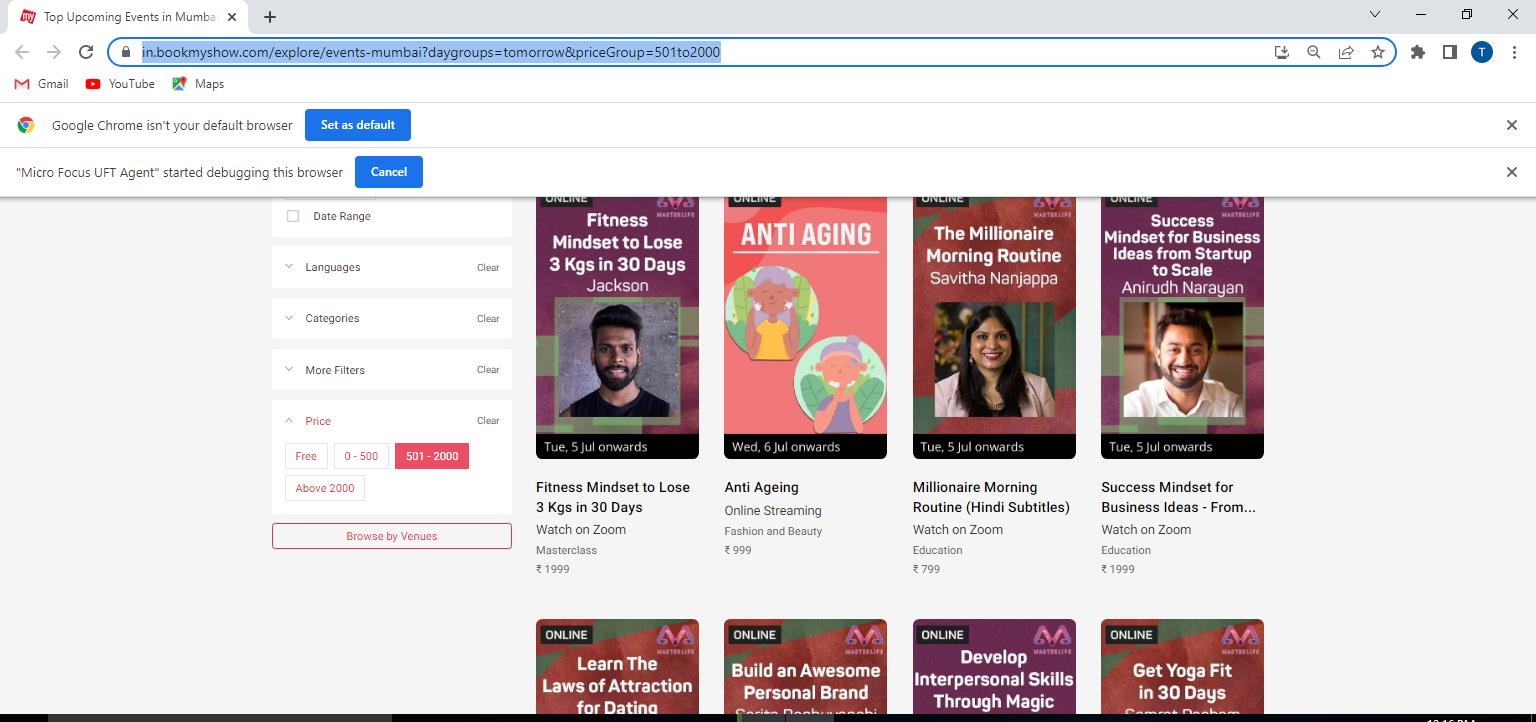 Top Upcoming Events in Mumba
in.bookmyshow.com/explore/events-mumbai?daygroups=tomorrow&priceGroup=501to2000
T
Gmail
YouTube
Maps
Google Chrome isn't your default browser
Set as default
"Micro Focus UFT Agent" started debugging this browser
Cancel
Date Range
Languages
Clear
Categories
Clear
More Filters
Clear
Price
Clear
Free
0 - 500
501 - 2000
Above 2000
Browse by Venues
ONLINE
MASTERLIFE
Fitness
Mindset to Lose
3 Kgs in 30 Days
Jackson
Tue, 5 Jul onwards
Fitness Mindset to Lose
3 Kgs in 30 Days
Watch on Zoom
Masterclass
₹ 1999
ONLINE
ANTI AGING
Wed, 6 Jul onwards
Anti Ageing
Online Streaming
Fashion and Beauty
₹ 999
ONLINE
MASTERLIFE
The Millionaire
Morning Routine
Savitha Nanjappa
Tue, 5 Jul onwards
Millionaire Morning
Routine (Hindi Subtitles)
Watch on Zoom
Education
₹ 799
ONLINE
MASTERLIFE
Success
Mindset for Business
Ideas from Startup
to Scale
Anirudh Narayan
Tue, 5 Jul onwards
Success Mindset for
Business Ideas - From...
Watch on Zoom
Education
₹ 1999
ONLINE
MASTERLIFE
Learn The
Laws of Attraction
for Dating
ONLINE
MASTERLIFE
Build an Awesome
Personal Brand
ONLINE
MASTERLIFE
Develop
Interpersonal Skills
Through Magic
ONLINE
MASTERLIFE
Get Yoga Fit
in 30 Days